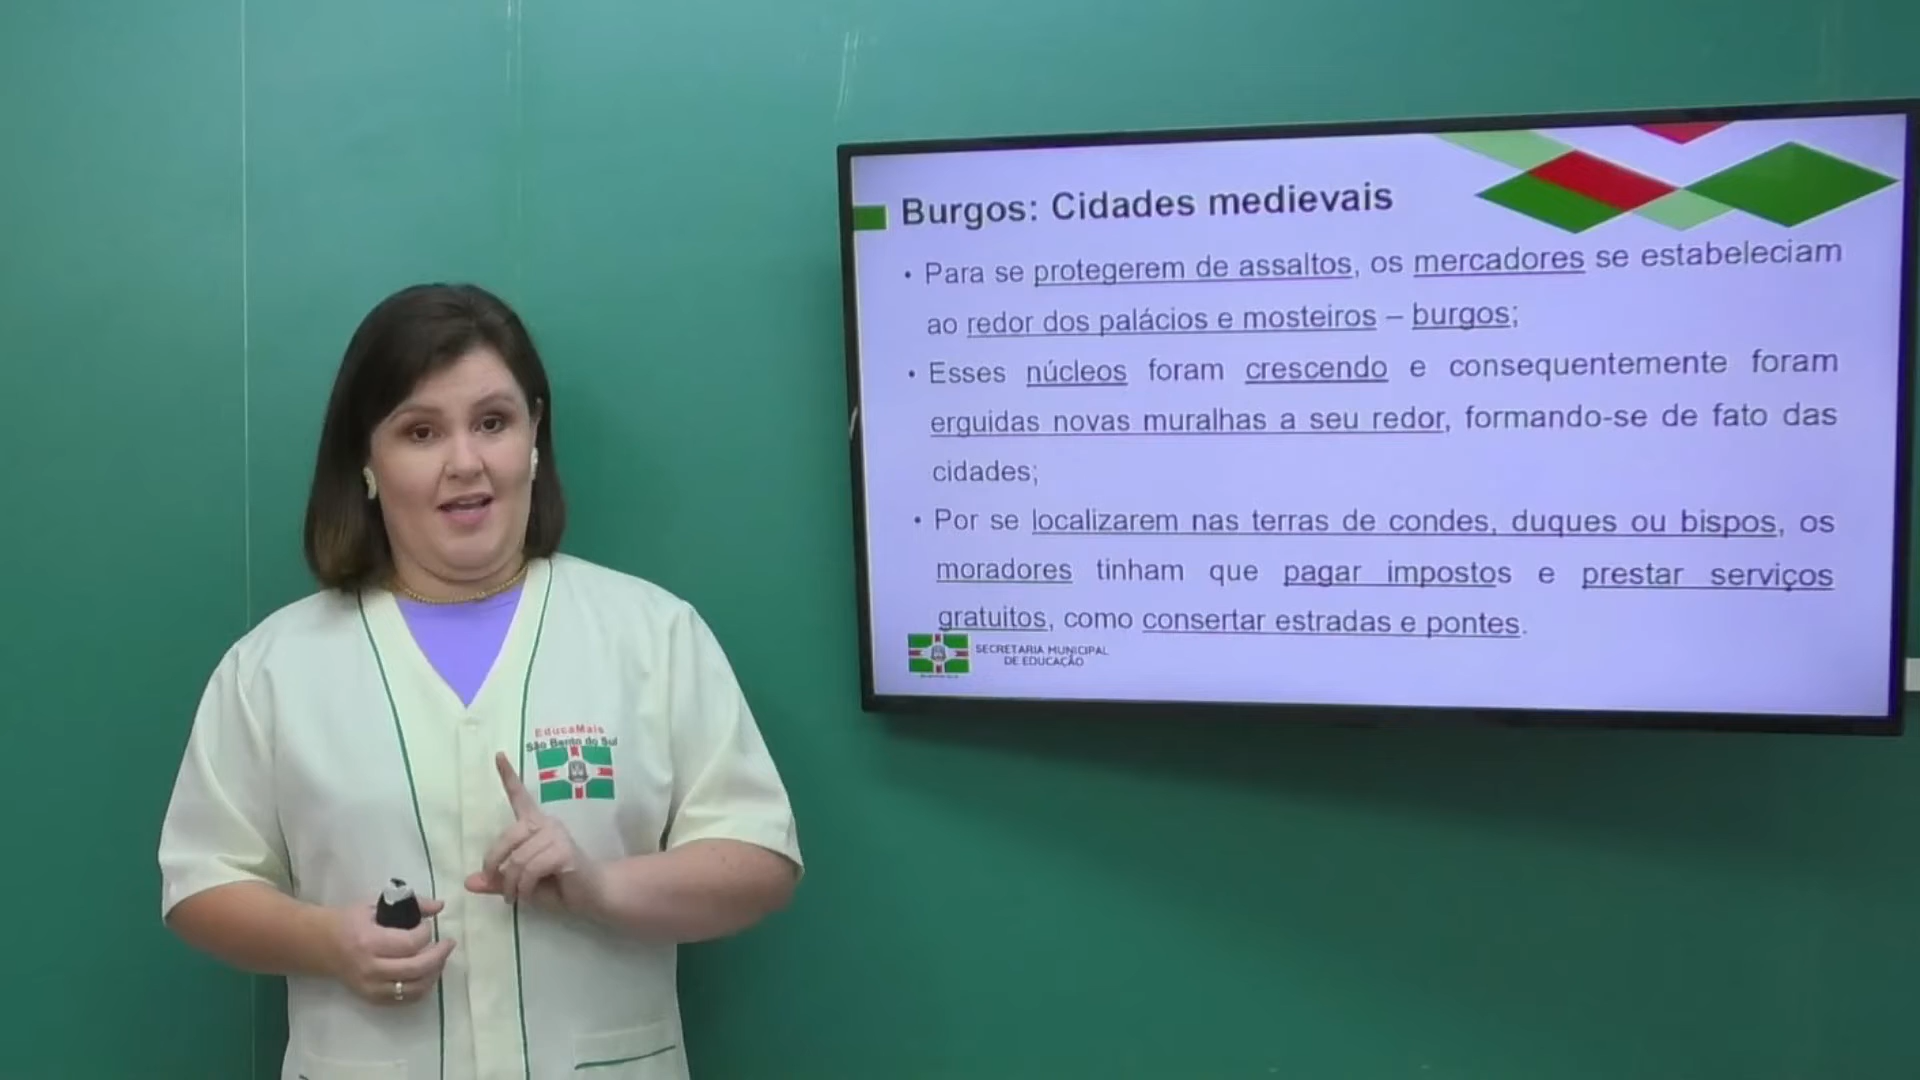 Burgos: Cidades medievais
• Para se protegerem de assaltos, os mercadores se estabeleciam
ao redor dos palácios e mosteiros – burgos;
• Esses núcleos foram crescendo e consequentemente foram
erguidas novas muralhas a seu redor, formando-se de fato das
cidades;
• Por se localizarem nas terras de condes, duques ou bispos, os
moradores tinham que pagar impostos e prestar serviços
gratuitos, como consertar estradas e pontes.
SECRETARIA MUNICIPAL
DE EDUCAÇÃO
EducaMais
São Bento do Sul